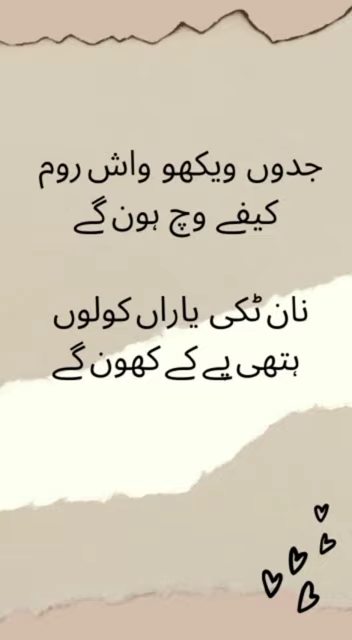 جدوں ویکھو واش روم
کیفے وچ ہون گے
نان ٹکی یاراں کولوں
ہتھی پے کے کھون گے